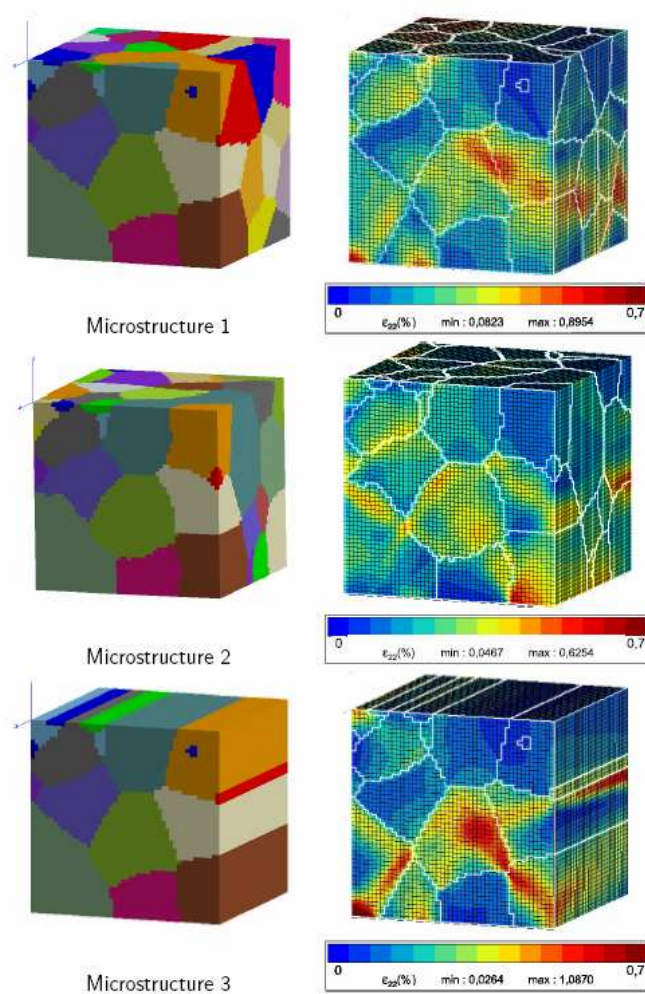 Microstructure 1
0 0,7
ε₂₂(%) min : 0,0823 max : 0,8954
Microstructure 2
0 0,7
ε₂₂(%) min : 0,0467 max : 0,6254
Microstructure 3
0 0,7
ε₂₂(%) min : 0,0264 max : 1,0870